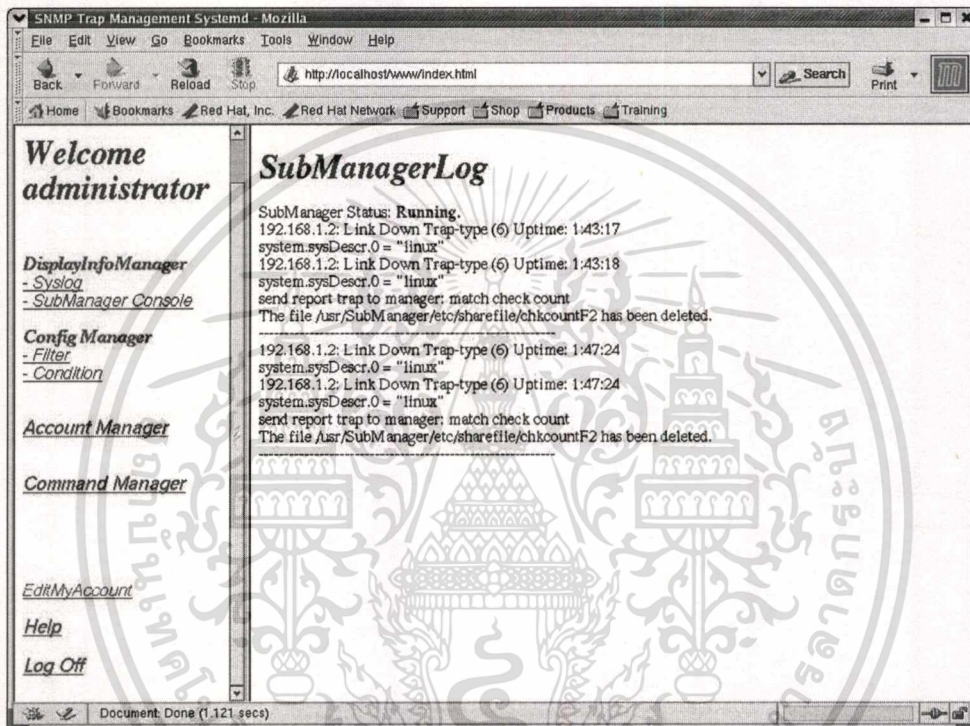 SNMP Trap Management Systemd - Mozilla
File Edit View Go Bookmarks Tools Window Help
Back Forward Reload Stop http://localhost/www/index.html Search Print
Home Bookmarks Red Hat, Inc. Red Hat Network Support Shop Products Training
Welcome
administrator
DisplayInfoManager
- Syslog
- SubManager Console
Config Manager
- Filter
- Condition
Account Manager
Command Manager
EditMyAccount
Help
Log Off
SubManagerLog
SubManager Status: Running.
192.168.1.2: Link Down Trap-type (6) Uptime: 1:43:17
system.sysDescr.0 = "linux"
192.168.1.2: Link Down Trap-type (6) Uptime: 1:43:18
system.sysDescr.0 = "linux"
send report trap to manager: match check count
The file /usr/SubManager/etc/sharefile/chkcountF2 has been deleted.
------------------------------------------------------------
192.168.1.2: Link Down Trap-type (6) Uptime: 1:47:24
system.sysDescr.0 = "linux"
192.168.1.2: Link Down Trap-type (6) Uptime: 1:47:24
system.sysDescr.0 = "linux"
send report trap to manager: match check count
The file /usr/SubManager/etc/sharefile/chkcountF2 has been deleted.
------------------------------------------------------------
Document: Done (1.121 secs)